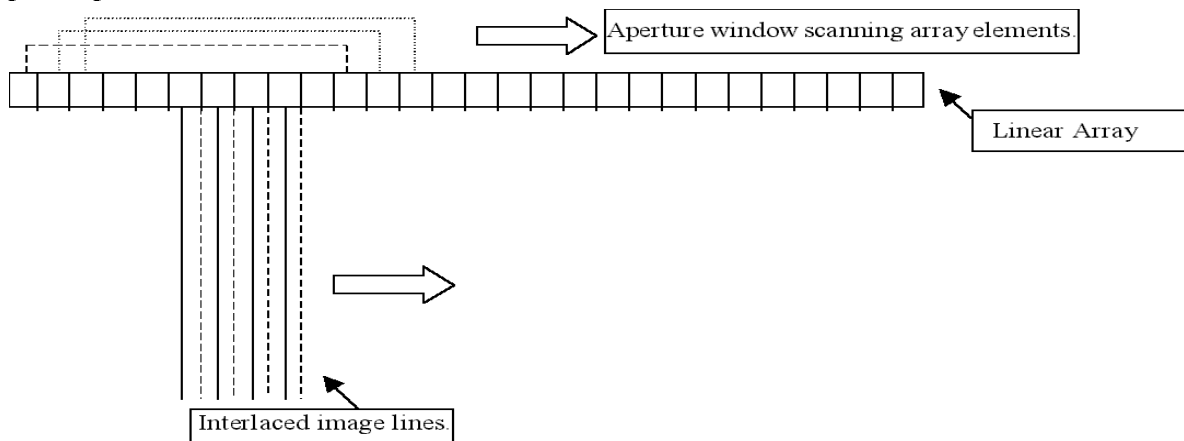 Aperture window scanning array elements.
Linear Array
Interlaced image lines.